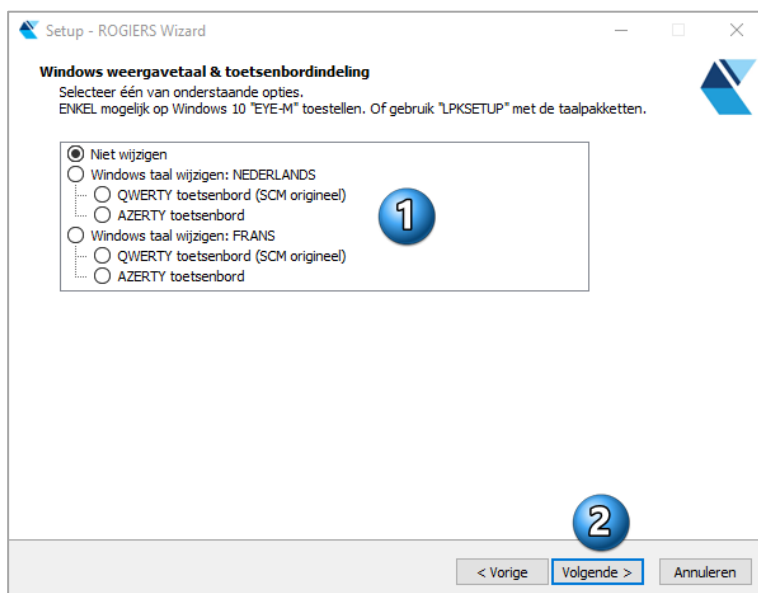 Setup - ROGIERS Wizard
Windows weergavetaal & toetsenbordindeling
Selecteer één van onderstaande opties.
ENKEL mogelijk op Windows 10 "EYE-M" toestellen. Of gebruik "LPKSETUP" met de taalpakketten.
Niet wijzigen
Windows taal wijzigen: NEDERLANDS
QWERTY toetsenbord (SCM origineel)
AZERTY toetsenbord
Windows taal wijzigen: FRANS
QWERTY toetsenbord (SCM origineel)
AZERTY toetsenbord
1
2
< Vorige Volgende > Annuleren